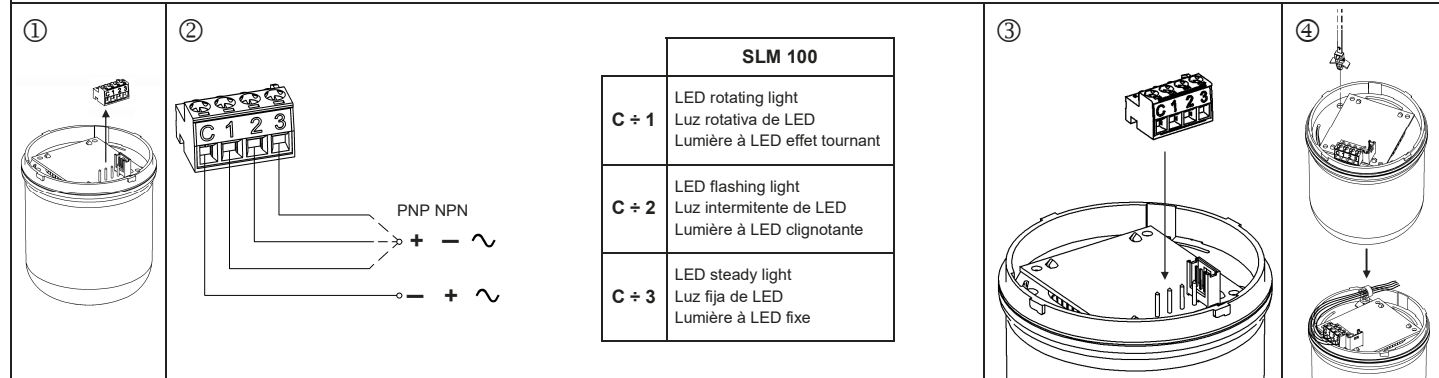 ①
②
C 1 2 3
PNP NPN
+ – ∿
– + ∿
SLM 100
C ÷ 1
LED rotating light
Luz rotativa de LED
Lumière à LED effet tournant
C ÷ 2
LED flashing light
Luz intermitente de LED
Lumière à LED clignotante
C ÷ 3
LED steady light
Luz fija de LED
Lumière à LED fixe
③
C 1 2 3
④